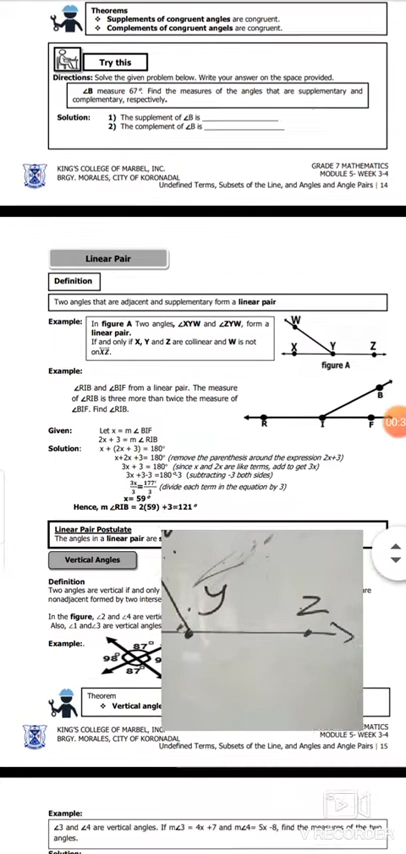 Theorems
❖ Supplements of congruent angles are congruent.
❖ Complements of congruent angels are congruent.
Try this
Directions: Solve the given problem below. Write your answer on the space provided.
∠B measure 67°. Find the measures of the angles that are supplementary and
complementary, respectively.
Solution: 1) The supplement of ∠B is
2) The complement of ∠B is
KING'S COLLEGE OF MARBEL, INC.
BRGY. MORALES, CITY OF KORONADAL
GRADE 7 MATHEMATICS
MODULE 5- WEEK 3-4
Undefined Terms, Subsets of the Line, and Angles and Angle Pairs | 14
Linear Pair
Definition
Two angles that are adjacent and supplementary form a linear pair
Example: In figure A Two angles, ∠XYW and ∠ZYW, form a
linear pair.
If and only if X, Y and Z are collinear and W is not
on XZ.
W
X Y Z
figure A
Example:
∠RIB and ∠BIF from a linear pair. The measure
of ∠RIB is three more than twice the measure of
∠BIF. Find ∠RIB.
B
R I F
00:3
Given: Let x = m ∠ BIF
2x + 3 = m ∠ RIB
Solution: x + (2x + 3) = 180°
x+2x +3= 180° (remove the parenthesis around the expression 2x+3)
3x + 3 = 180° (since x and 2x are like terms, add to get 3x)
3x +3-3 =180°-3 (subtracting -3 both sides)
3x/3 = 177°/3 (divide each term in the equation by 3)
x= 59°
Hence, m ∠RIB = 2(59) +3=121°
Linear Pair Postulate
The angles in a linear pair are
Vertical Angles
Definition
Two angles are vertical if and only
are
nonadjacent formed by two
In the figure, ∠2 and ∠4 are
Also, ∠1 and∠3 are vertical angles
Example:
87°
98°
9
87°
y
Z
Theorem
❖ Vertical
KING'S COLLEGE OF MARBEL, INC.
BRGY. MORALES, CITY OF KORONADAL
MATICS
MODULE 5- WEEK 3-4
Undefined Terms, Subsets of the Line, and Angles and Angle Pairs | 15
V RECORDER
Example:
∠3 and ∠4 are vertical angles. If m∠3 = 4x +7 and m∠4= 5x -8, find the measures of the two
angles.